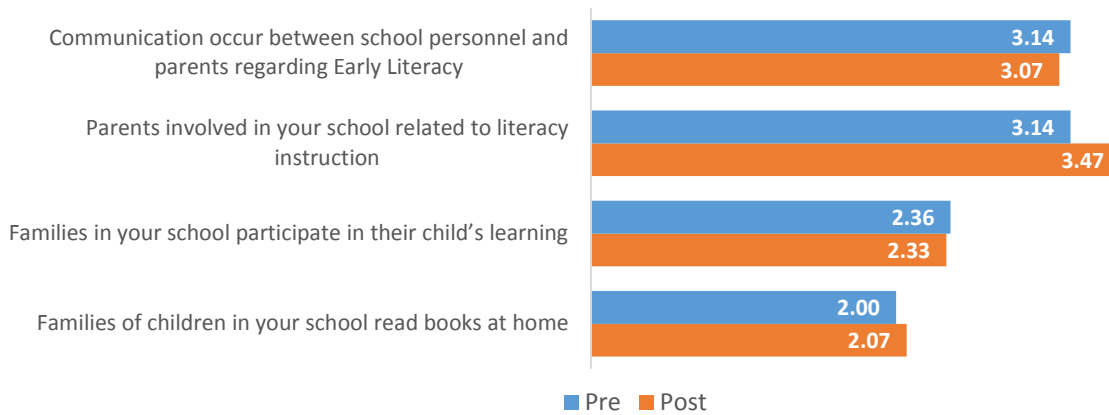 Communication occur between school personnel and
parents regarding Early Literacy
3.14
3.07
Parents involved in your school related to literacy
instruction
3.14
3.47
Families in your school participate in their child's learning
2.36
2.33
Families of children in your school read books at home
2.00
2.07
Pre
Post